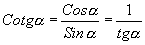 Cotgα = Cosα / Sinα = 1 / tgα